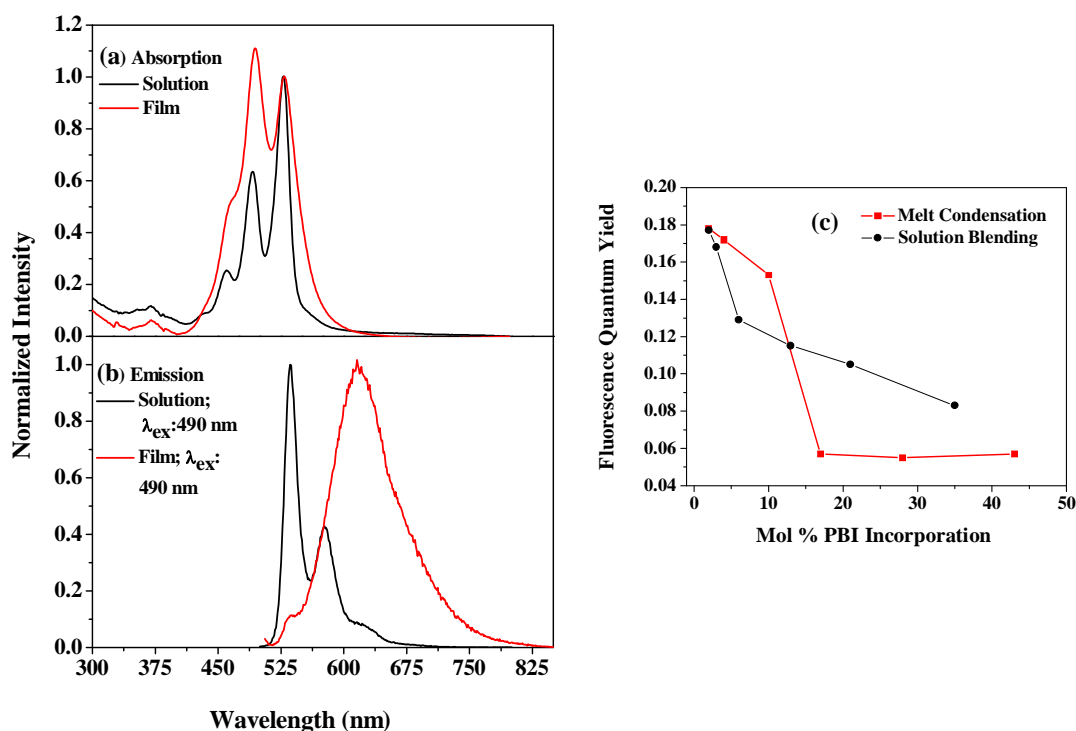 (a) Absorption
Solution
Film
1.2
1.0
0.8
0.6
0.4
0.2
0.0
(b) Emission
Solution;
λex:490 nm
Film; λex:
490 nm
1.0
0.8
0.6
0.4
0.2
0.0
300 375 450 525 600 675 750 825
Wavelength (nm)
Normalized Intensity
(c)
Melt Condensation
Solution Blending
0.20
0.18
0.16
0.14
0.12
0.10
0.08
0.06
0.04
0 10 20 30 40 50
Mol % PBI Incorporation
Fluorescence Quantum Yield